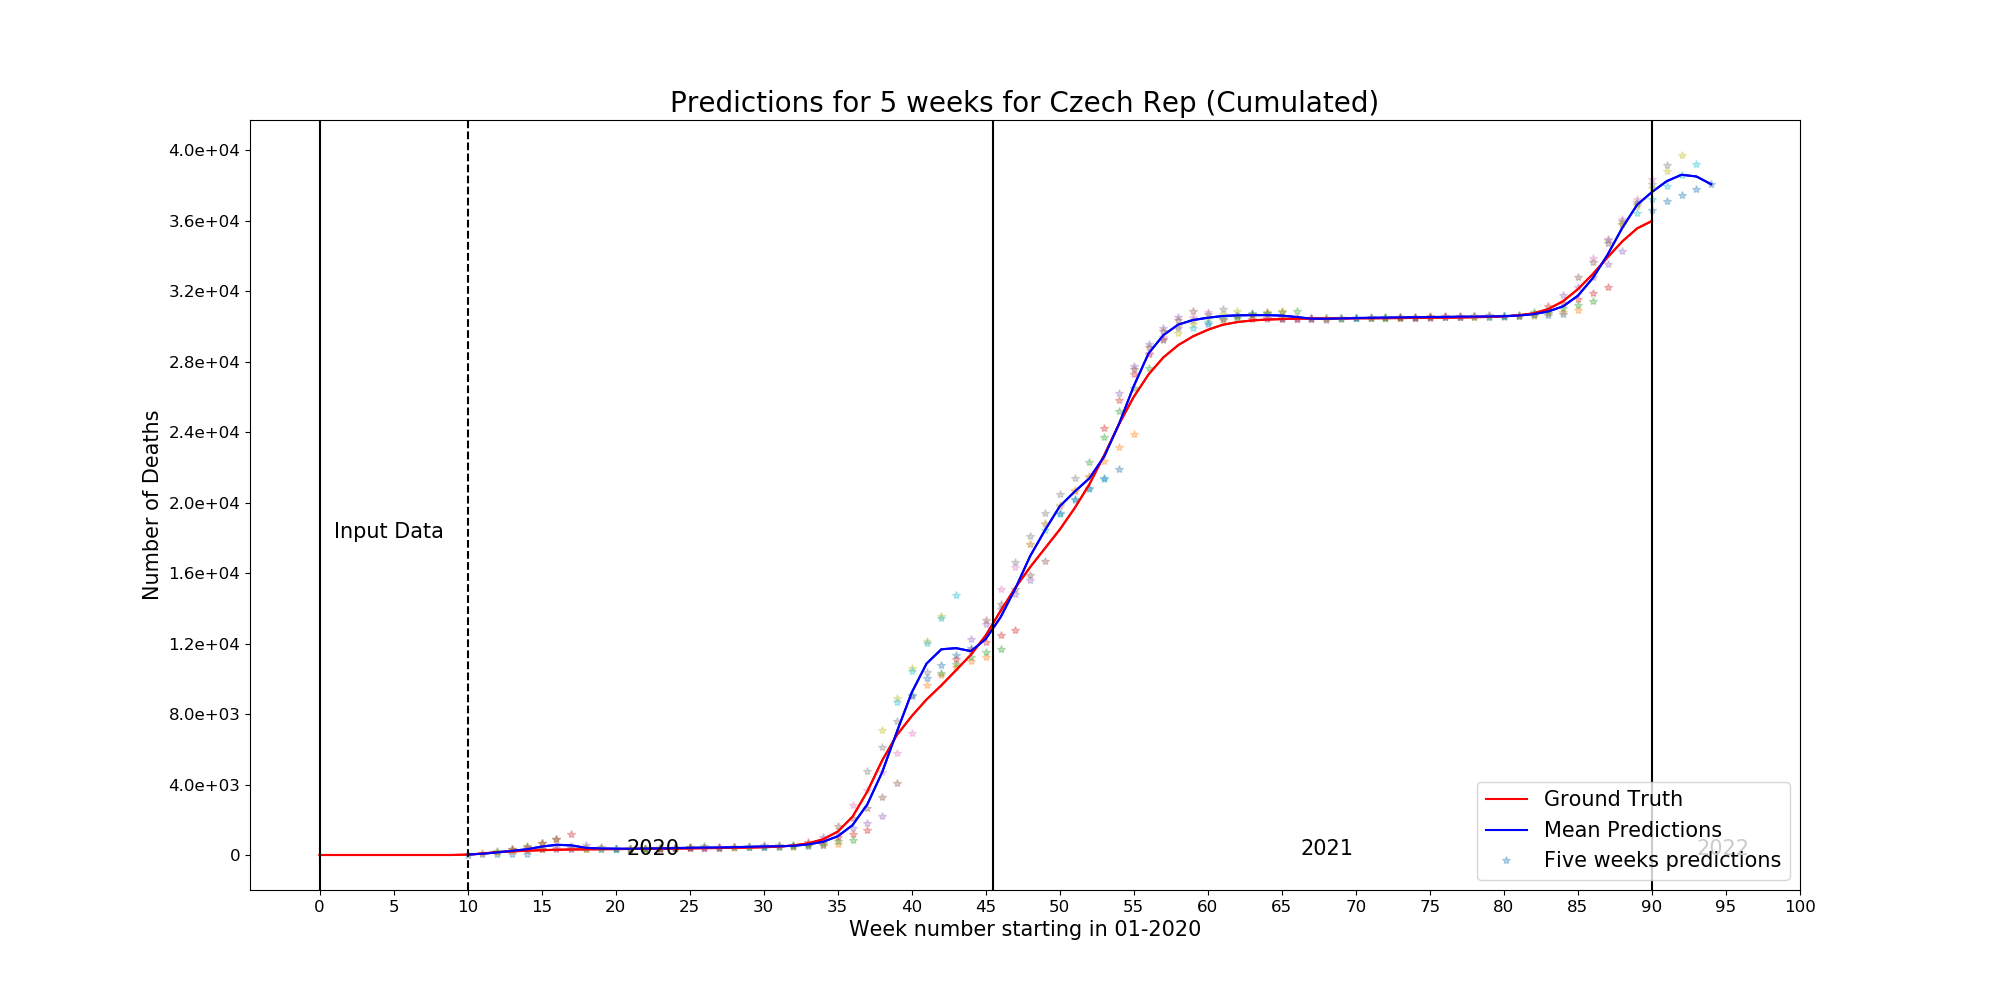 Predictions for 5 weeks for Czech Rep (Cumulated)
4.0e+04
3.6e+04
3.2e+04
2.8e+04
2.4e+04
2.0e+04
1.6e+04
1.2e+04
8.0e+03
4.0e+03
0
Number of Deaths
Input Data
2020
2021
2022
Ground Truth
Mean Predictions
Five weeks predictions
0 5 10 15 20 25 30 35 40 45 50 55 60 65 70 75 80 85 90 95 100
Week number starting in 01-2020